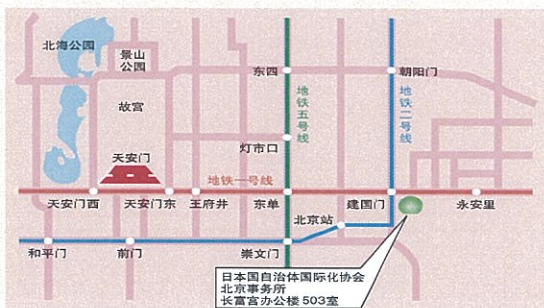 北海公园
景山
公园
故宫
东四
朝阳门
地铁五号线
地铁二号线
灯市口
天安门
地铁一号线
天安门西
天安门东
王府井
东单
建国门
永安里
北京站
和平门
前门
崇文门
日本国自治体国际化协会
北京事务所
长富宫办公楼 503室